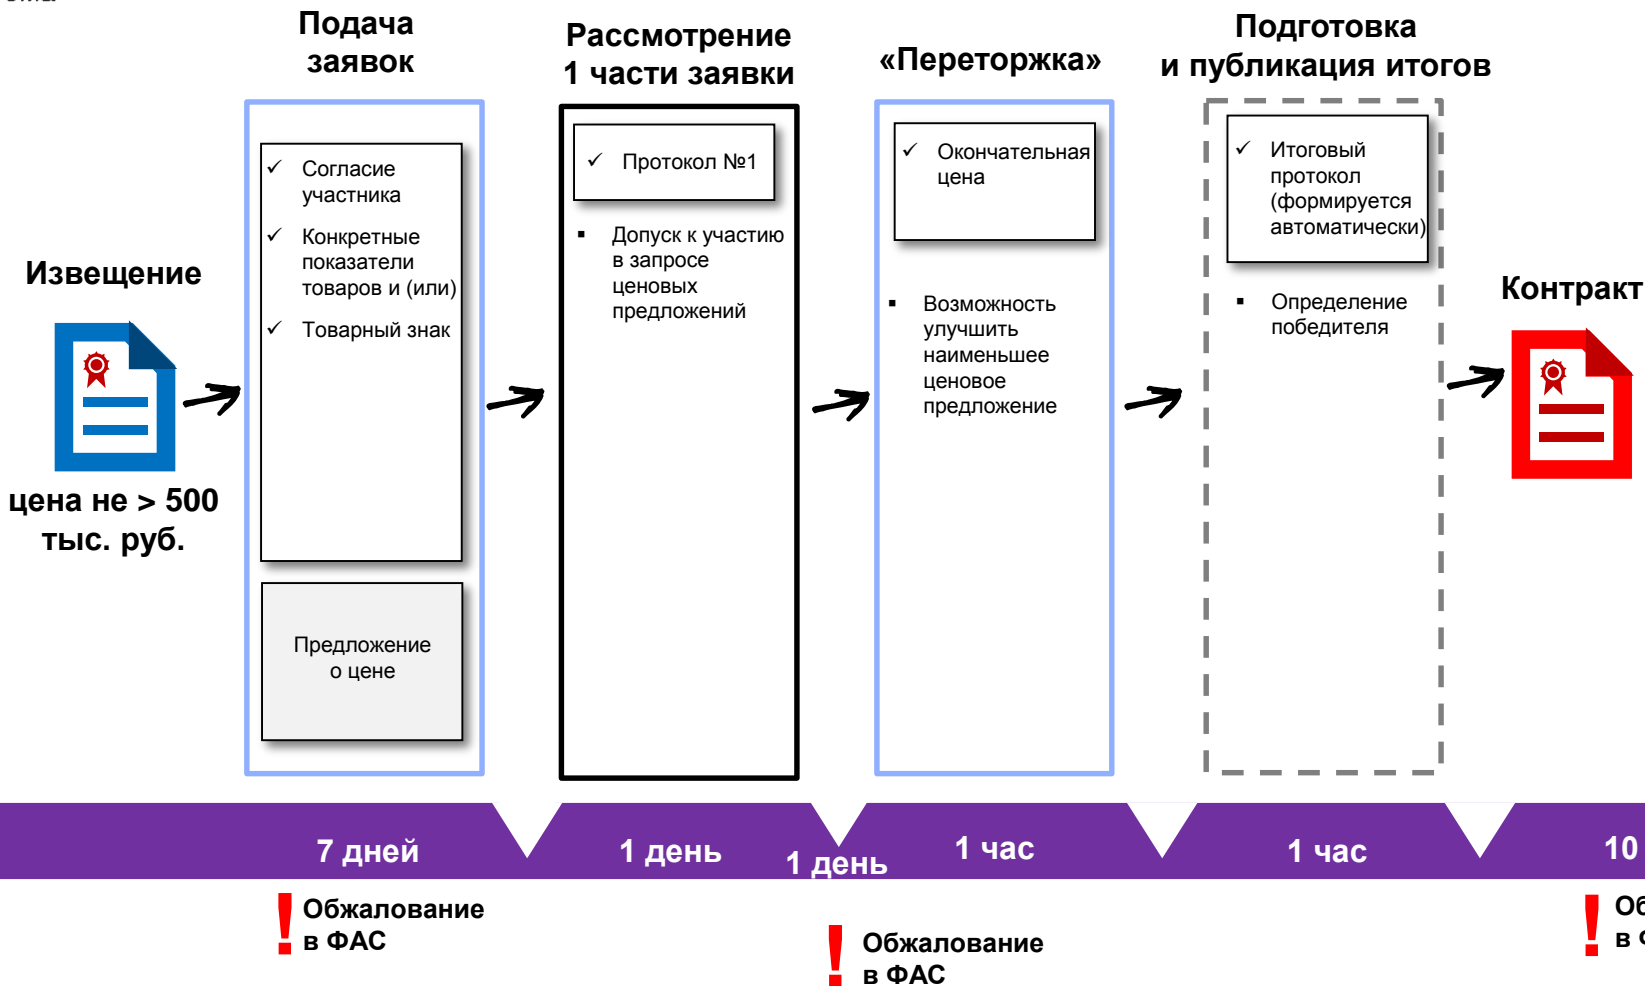 Подача
заявок
Рассмотрение
1 части заявки
«Переторжка»
Подготовка
и публикация итогов
Извещение
цена не > 500
тыс. руб.
✓ Согласие
участника
✓ Конкретные
показатели
товаров и (или)
✓ Товарный знак
Предложение
о цене
✓ Протокол №1
▪ Допуск к участию
в запросе
ценовых
предложений
✓ Окончательная
цена
▪ Возможность
улучшить
наименьшее
ценовое
предложение
✓ Итоговый
протокол
(формируется
автоматически)
▪ Определение
победителя
Контракт
7 дней
1 день
1 день
1 час
1 час
10
! Обжалование
в ФАС
! Обжалование
в ФАС
!
в